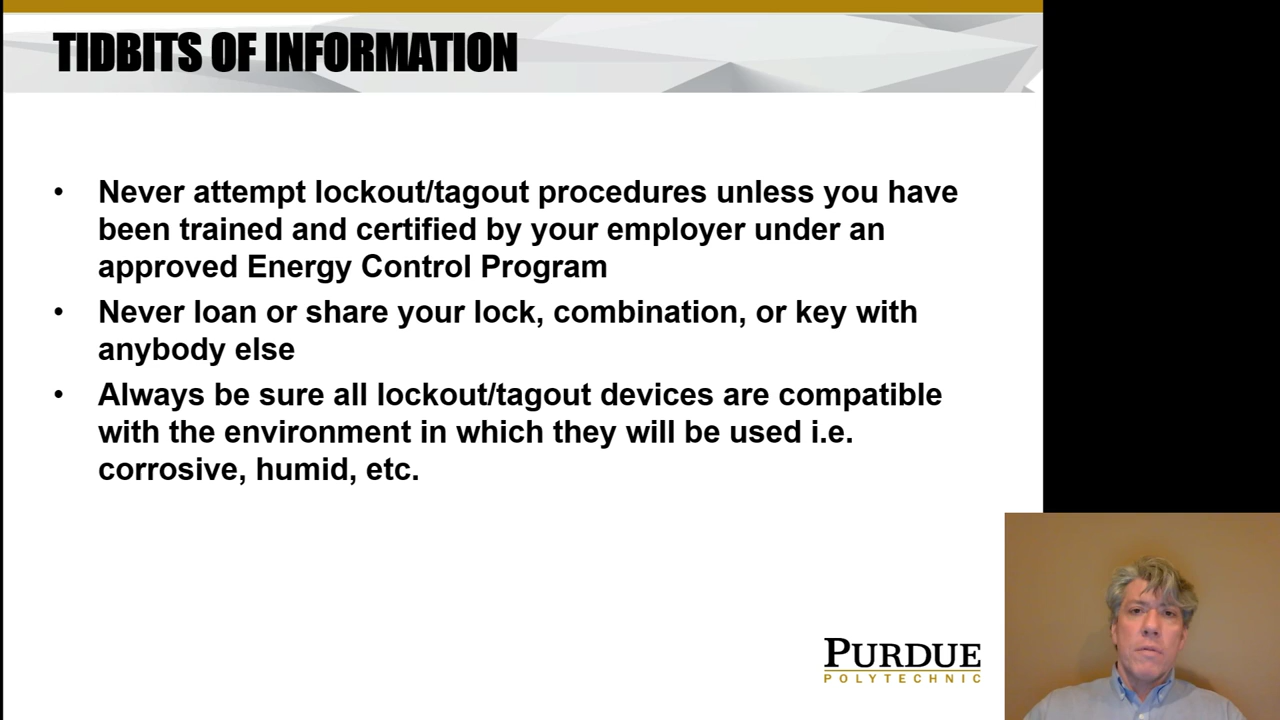 TIDBITS OF INFORMATION
• Never attempt lockout/tagout procedures unless you have
been trained and certified by your employer under an
approved Energy Control Program
• Never loan or share your lock, combination, or key with
anybody else
• Always be sure all lockout/tagout devices are compatible
with the environment in which they will be used i.e.
corrosive, humid, etc.
PURDUE
POLYTECHNIC